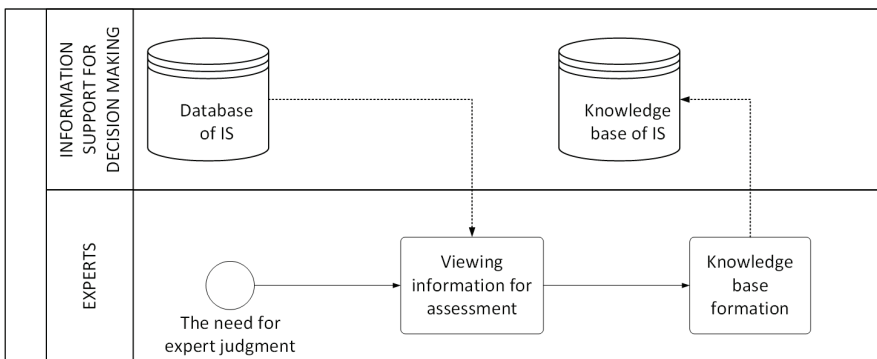 INFORMATION
SUPPORT FOR
DECISION MAKING
Database
of IS
Knowledge
base of IS
EXPERTS
The need for
expert judgment
Viewing
information for
assessment
Knowledge
base
formation